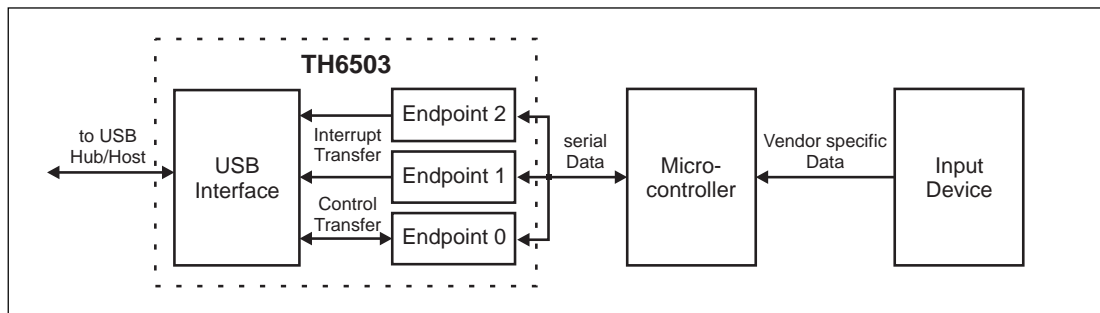 TH6503
to USB
Hub/Host
USB
Interface
Interrupt
Transfer
Control
Transfer
Endpoint 2
Endpoint 1
Endpoint 0
serial
Data
Micro-
controller
Vendor specific
Data
Input
Device